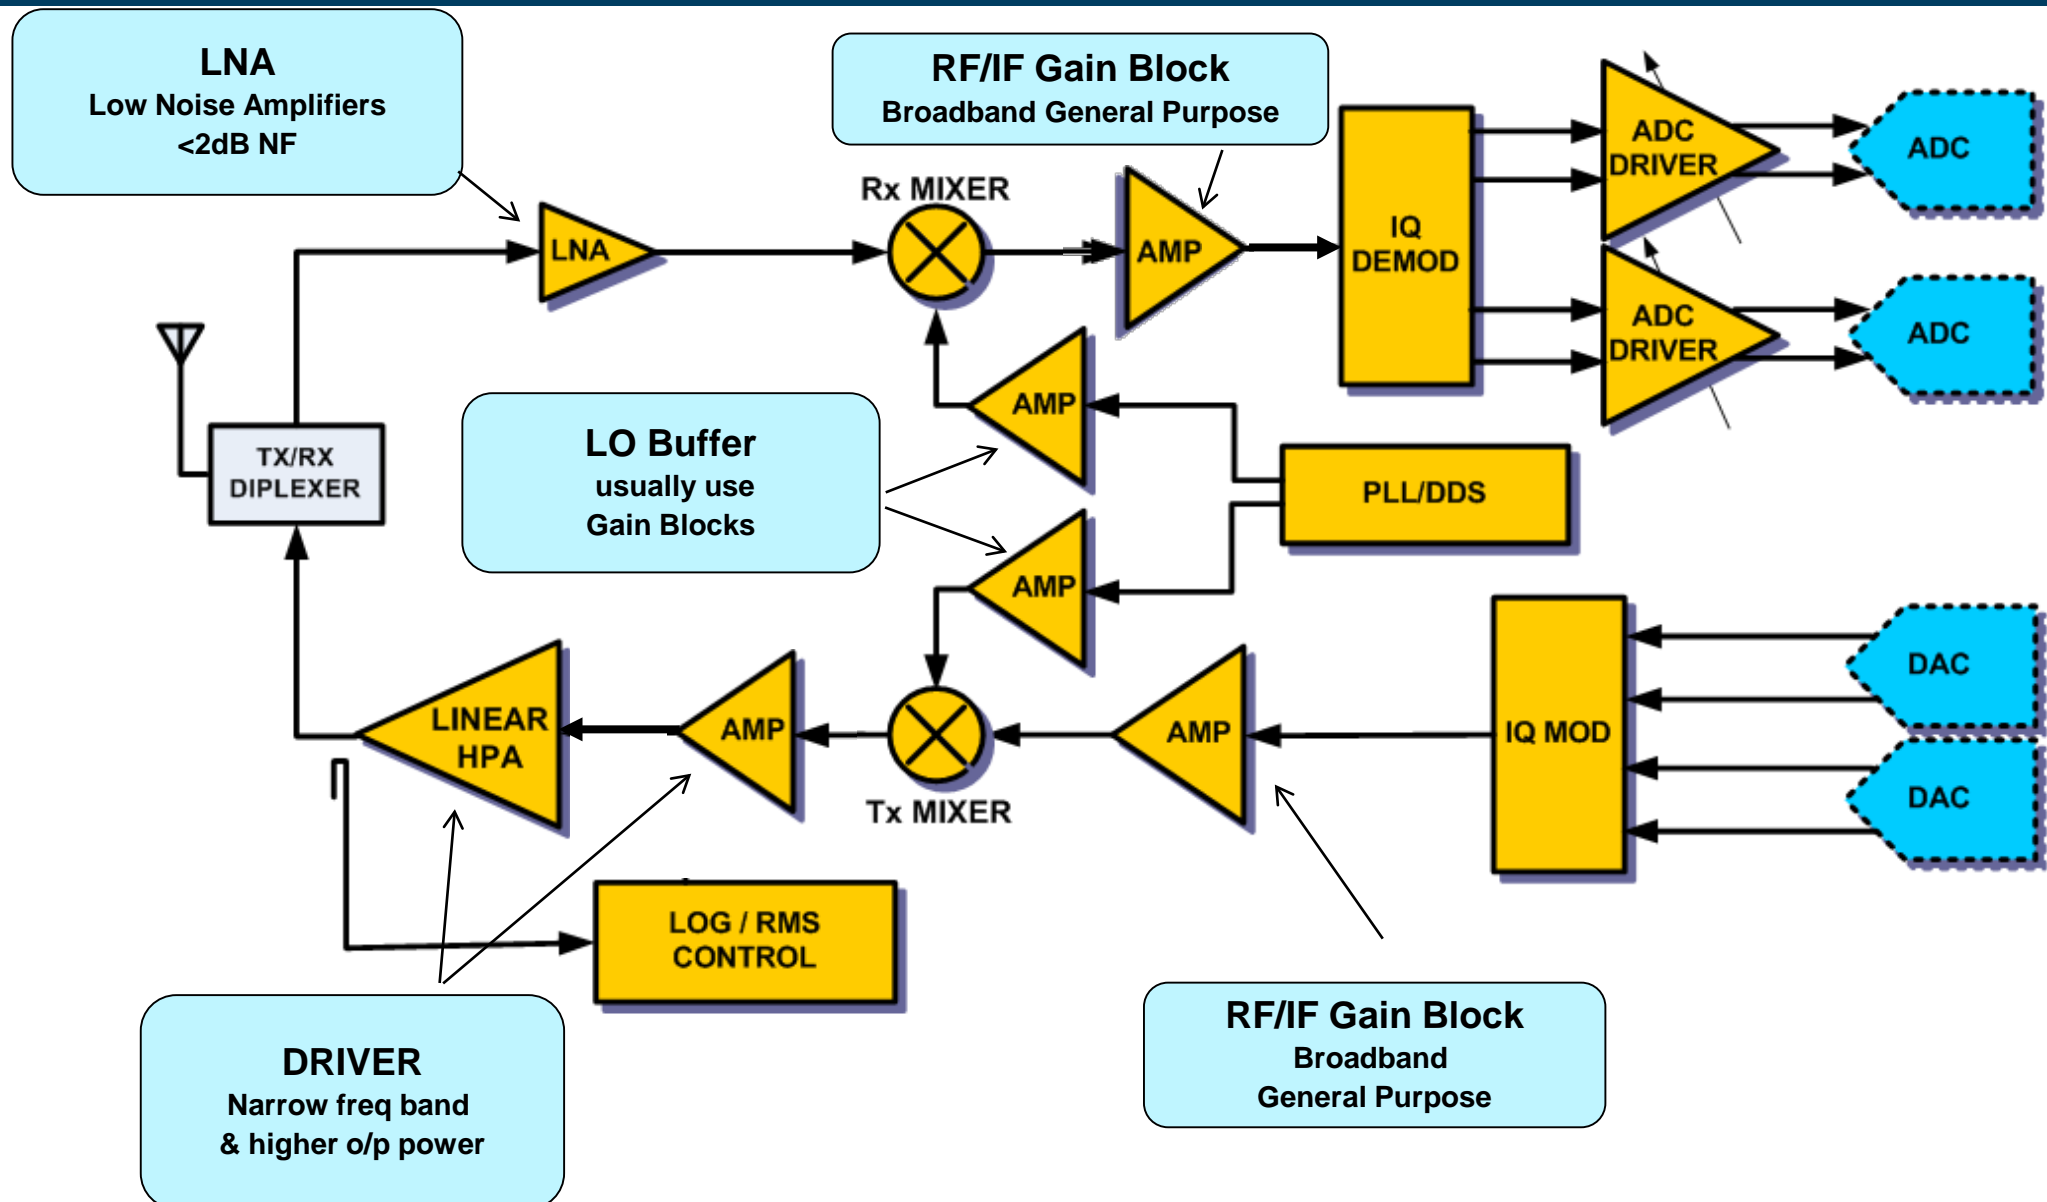 LNA
Low Noise Amplifiers
<2dB NF
RF/IF Gain Block
Broadband General Purpose
Rx MIXER
LNA
AMP
IQ
DEMOD
ADC
DRIVER
ADC
ADC
DRIVER
ADC
TX/RX
DIPLEXER
LO Buffer
usually use
Gain Blocks
AMP
AMP
PLL/DDS
LINEAR
HPA
AMP
Tx MIXER
AMP
IQ MOD
DAC
DAC
LOG / RMS
CONTROL
DRIVER
Narrow freq band
& higher o/p power
RF/IF Gain Block
Broadband
General Purpose